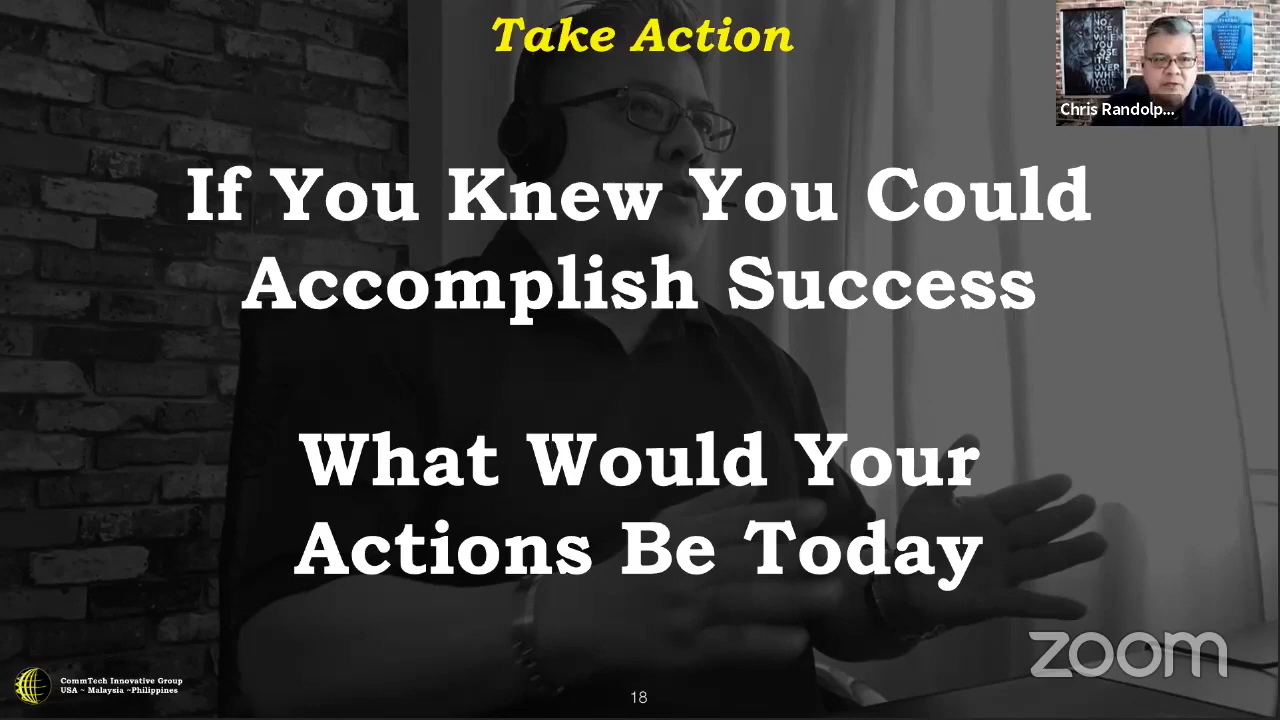 Take Action
Chris Randolp...
If You Knew You Could
Accomplish Success
What Would Your
Actions Be Today
zoom
CommTech Innovative Group
USA ~ Malaysia ~Philippines
18